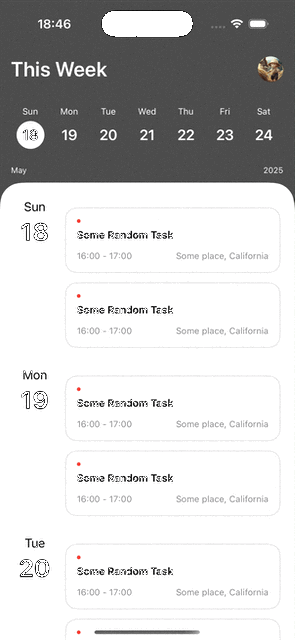 18:46
This Week
Sun Mon Tue Wed Thu Fri Sat
18 19 20 21 22 23 24
May 2025
Sun
18
Some Random Task
16:00 - 17:00 Some place, California
Some Random Task
16:00 - 17:00 Some place, California
Mon
19
Some Random Task
16:00 - 17:00 Some place, California
Some Random Task
16:00 - 17:00 Some place, California
Tue
20
Some Random Task
16:00 - 17:00 Some place, California